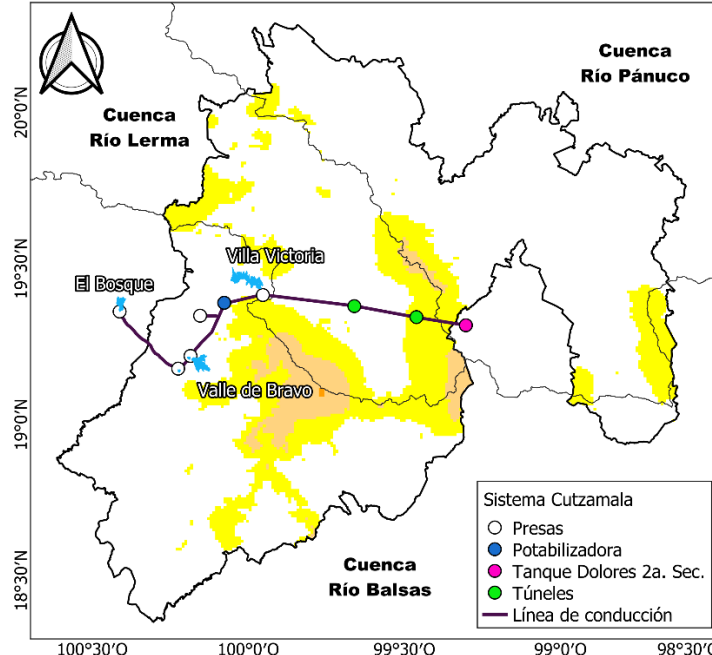 Cuenca
Río Pánuco
Cuenca
Río Lerma
Villa Victoria
El Bosque
Valle de Bravo
Cuenca
Río Balsas
Sistema Cutzamala
Presas
Potabilizadora
Tanque Dolores 2a. Sec.
Túneles
Línea de conducción
20°0'N
19°30'N
19°0'N
18°30'N
100°30'O
100°0'O
99°30'O
99°0'O
98°30'O